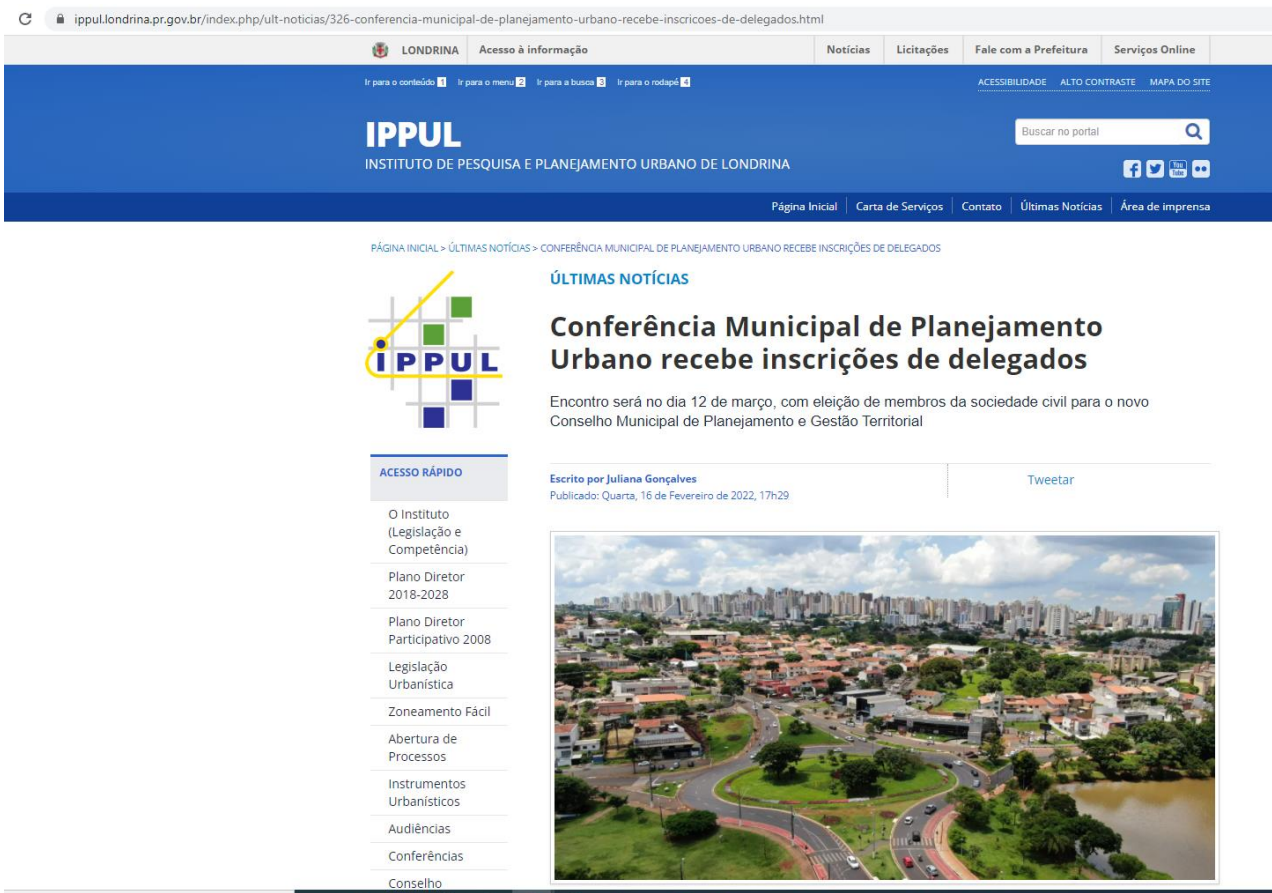 ippul.londrina.pr.gov.br/index.php/ult-noticias/326-conferencia-municipal-de-planejamento-urbano-recebe-inscricoes-de-delegados.html
LONDRINA Acesso à informação Notícias Licitações Fale com a Prefeitura Serviços Online
Ir para o conteúdo 1 Ir para o menu 2 Ir para a busca 3 Ir para o rodapé 4 ACESSIBILIDADE ALTO CONTRASTE MAPA DO SITE
IPPUL
Buscar no portal
INSTITUTO DE PESQUISA E PLANEJAMENTO URBANO DE LONDRINA
You Tube
Página Inicial Carta de Serviços Contato Últimas Notícias Área de imprensa
PÁGINA INICIAL > ÚLTIMAS NOTÍCIAS > CONFERÊNCIA MUNICIPAL DE PLANEJAMENTO URBANO RECEBE INSCRIÇÕES DE DELEGADOS
IPPUL
ÚLTIMAS NOTÍCIAS
Conferência Municipal de Planejamento
Urbano recebe inscrições de delegados
Encontro será no dia 12 de março, com eleição de membros da sociedade civil para o novo
Conselho Municipal de Planejamento e Gestão Territorial
Escrito por Juliana Gonçalves
Publicado: Quarta, 16 de Fevereiro de 2022, 17h29
Tweetar
ACESSO RÁPIDO
O Instituto
(Legislação e
Competência)
Plano Diretor
2018-2028
Plano Diretor
Participativo 2008
Legislação
Urbanística
Zoneamento Fácil
Abertura de
Processos
Instrumentos
Urbanísticos
Audiências
Conferências
Conselho